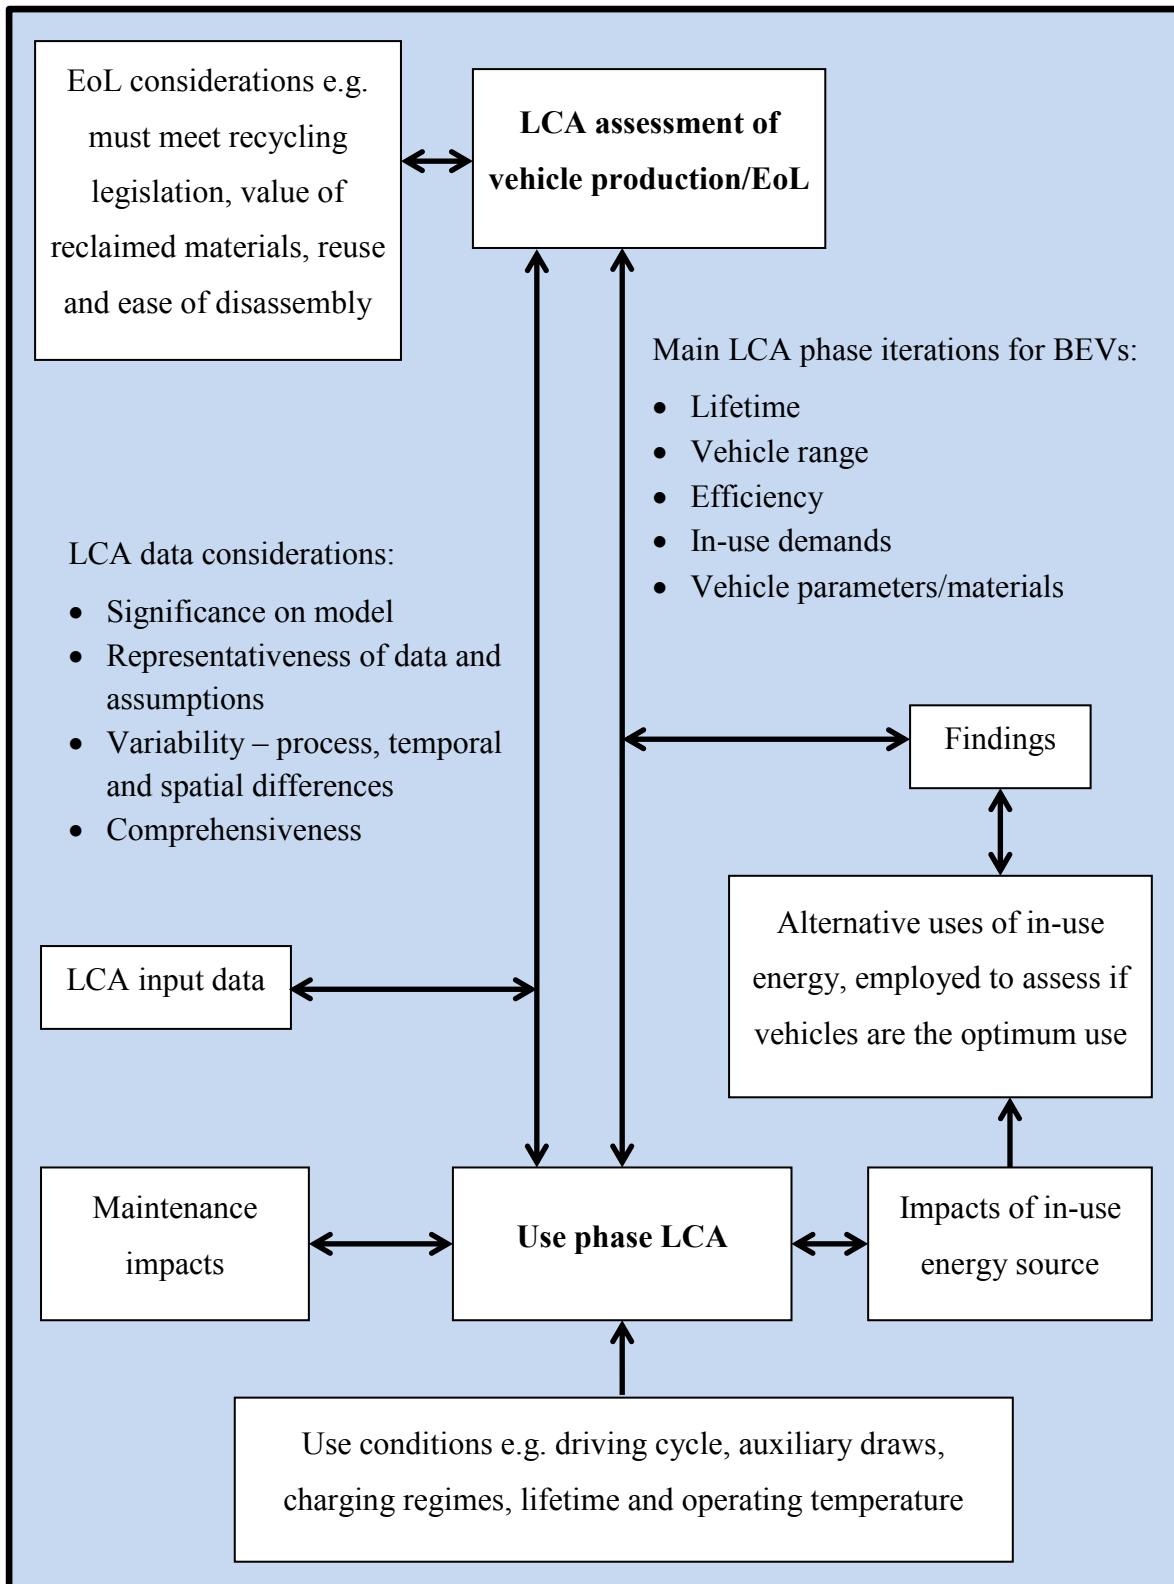 EoL considerations e.g.
must meet recycling
legislation, value of
reclaimed materials, reuse
and ease of disassembly
LCA assessment of
vehicle production/EoL
Main LCA phase iterations for BEVs:
• Lifetime
• Vehicle range
• Efficiency
• In-use demands
• Vehicle parameters/materials
LCA data considerations:
• Significance on model
• Representativeness of data and
assumptions
• Variability – process, temporal
and spatial differences
• Comprehensiveness
Findings
Alternative uses of in-use
energy, employed to assess if
vehicles are the optimum use
LCA input data
Maintenance
impacts
Use phase LCA
Impacts of in-use
energy source
Use conditions e.g. driving cycle, auxiliary draws,
charging regimes, lifetime and operating temperature